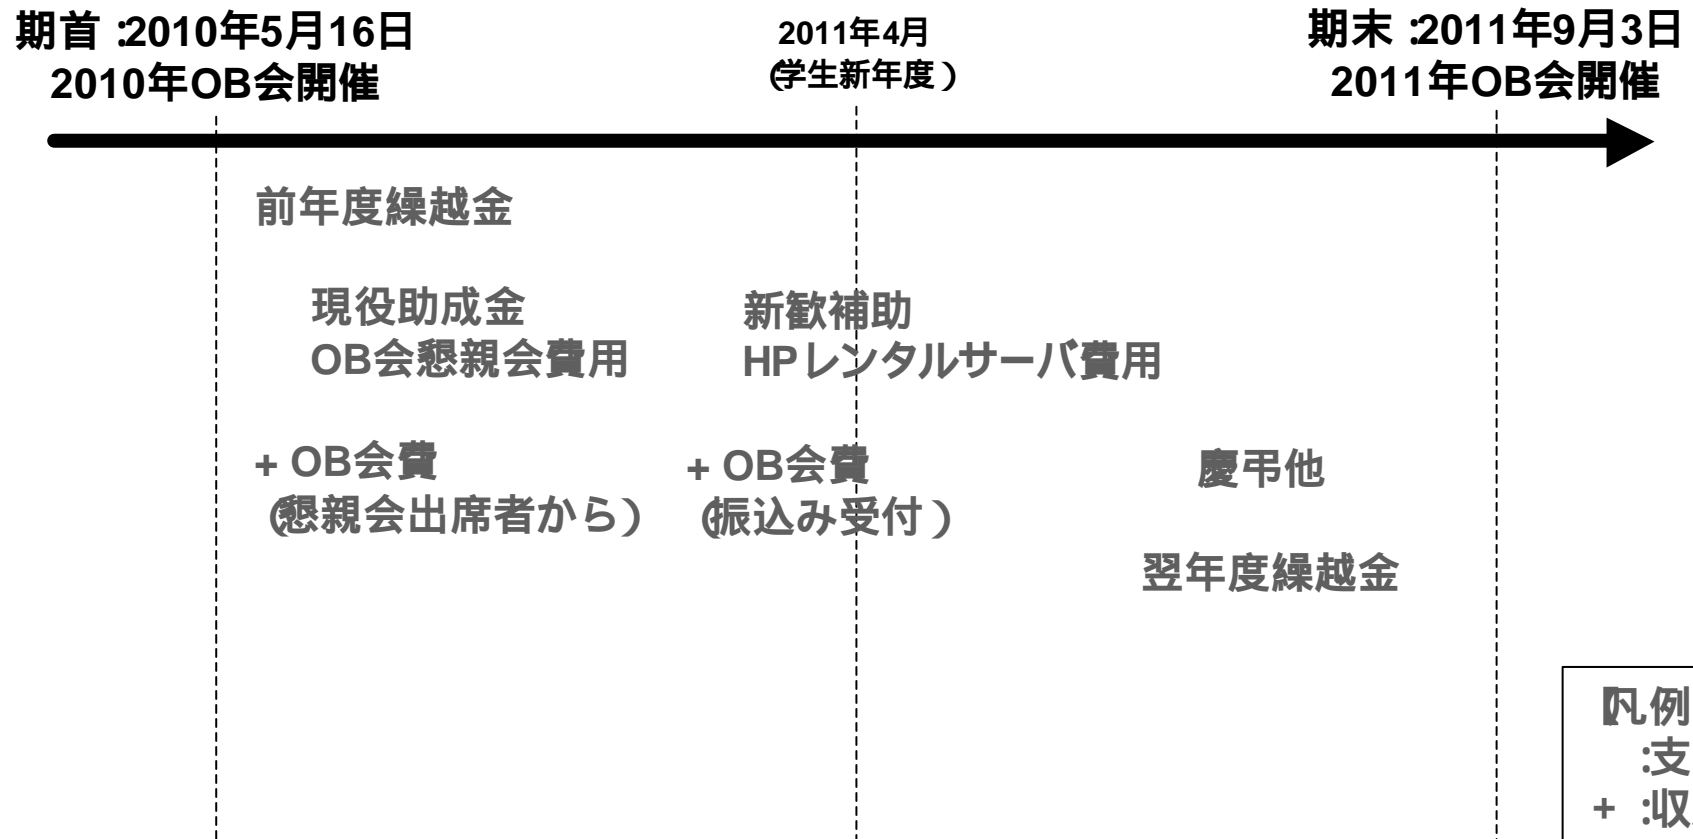 期首:2010年5月16日
2010年OB会開催
2011年4月
(学生新年度)
期末:2011年9月3日
2011年OB会開催
前年度繰越金
現役助成金
OB会懇親会費用
新歓補助
HPレンタルサーバ費用
+ OB会費
(懇親会出席者から)
+ OB会費
(振込み受付)
慶弔他
翌年度繰越金
【凡例
:支
+ :収